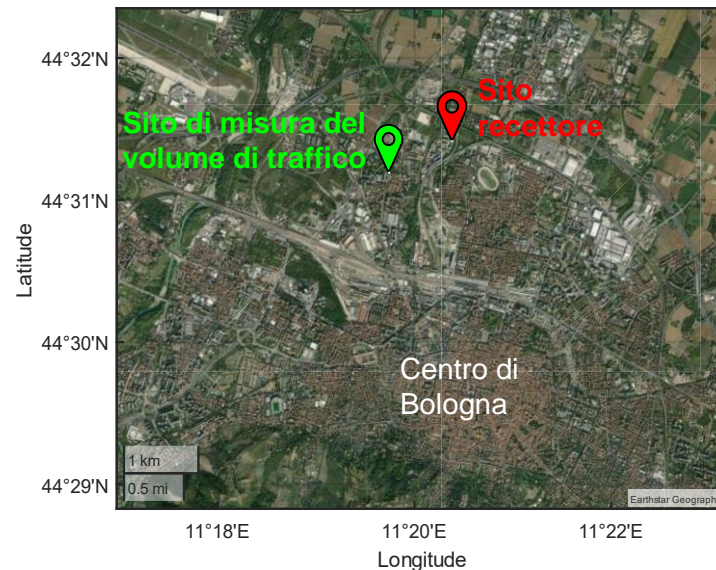 44°32'N
44°31'N
44°30'N
44°29'N
Latitude
Sito di misura del
volume di traffico
Sito
recettore
Centro di
Bologna
1 km
0.5 mi
Earthstar Geograph
11°18'E
11°20'E
11°22'E
Longitude